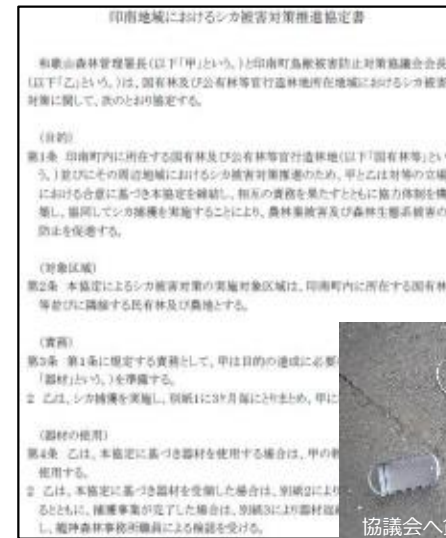 印南地域におけるシカ被害対策推進協定書
和歌山森林管理署長(以下「甲」という。)と印南町鳥獣被害防止対策協議会会長
(以下「乙」という。)は、国有林及び公有林等官行造林地所在地域におけるシカ被害
対策に関して、次のとおり協定する。
(目的)
第1条 印南町内に所在する国有林及び公有林等官行造林地(以下「国有林等」とい
う。)並びにその周辺地域におけるシカ被害対策推進のため、甲と乙は対等の立場
における合意に基づき本協定を締結し、相互の責務を果たすとともに協力体制を構
築し、協同してシカ捕獲を実施することにより、農林業被害及び森林生態系被害の
防止を促進する。
(対象区域)
第2条 本協定によるシカ被害対策の実施対象区域は、印南町内に所在する国有林
等並びに隣接する民有林及び農地とする。
(責務)
第3条 第1条に規定する責務として、甲は目的の達成に必要
「器材」という。)を準備する。
2 乙は、シカ捕獲を実施し、別紙1に3ヶ月毎にとりまとめ、甲に
(器材の使用)
第4条 乙は、本協定に基づき器材を使用する場合は、甲の
使用する。
2 乙は、本協定に基づき器材を受領した場合は、別紙2により
るとともに、捕獲事業が完了した場合は、別紙3により器材返
し、龍神森林事務所職員による検認を受ける。
協議会へ